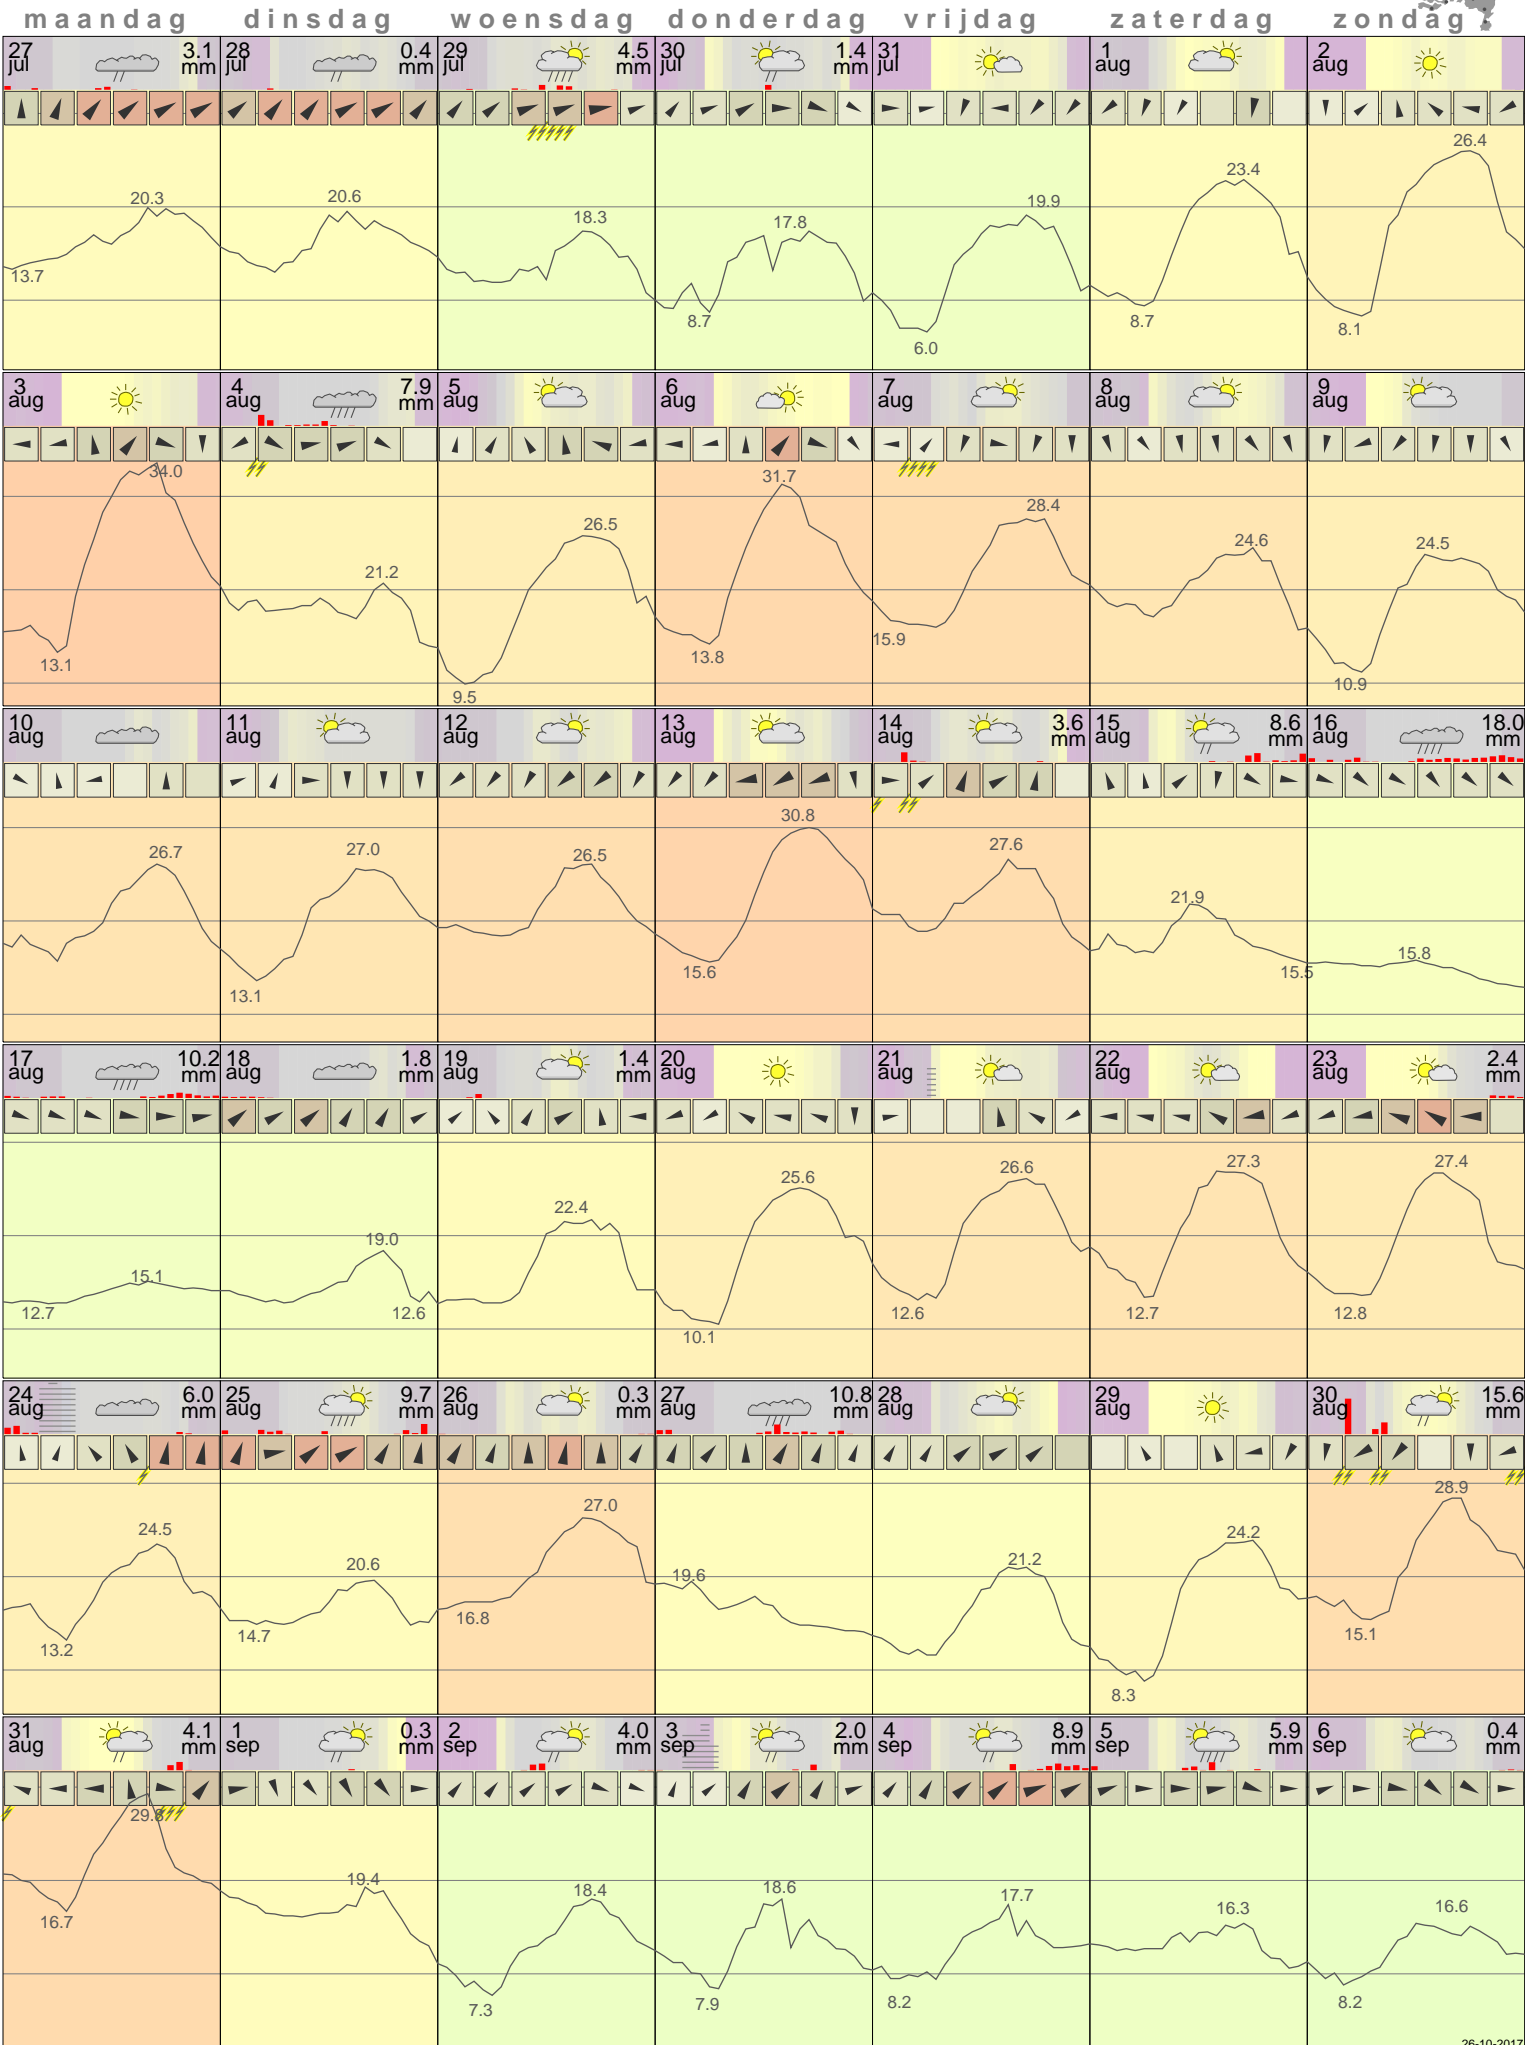 maandag dinsdag woensdag donderdag vrijdag zaterdag zondag
27 3.1 28 0.4 29 4.5 30 1.4 31 1 2
jul mm jul mm jul mm jul mm jul aug aug
20.3 20.6 18.3 17.8 19.9 23.4 26.4
13.7 8.7 6.0 8.7 8.1
3 4 7.9 5 6 7 8 9
aug aug mm aug aug aug aug aug
34.0 21.2 26.5 31.7 28.4 24.6 24.5
13.1 9.5 13.8 15.9 10.9
10 11 12 13 14 3.6 15 8.6 16 18.0
aug aug aug aug aug mm aug mm aug mm
26.7 27.0 26.5 30.8 27.6 21.9 15.8
13.1 15.6 15.5
17 10.2 18 1.8 19 1.4 20 21 22 23 2.4
aug mm aug mm aug mm aug aug aug aug mm
15.1 19.0 22.4 25.6 26.6 27.3 27.4
12.7 12.6 10.1 12.6 12.7 12.8
24 6.0 25 9.7 26 0.3 27 10.8 28 29 30 15.6
aug mm aug mm aug mm aug mm aug aug aug mm
24.5 20.6 27.0 19.6 21.2 24.2 28.9
13.2 14.7 16.8 8.3 15.1
31 4.1 1 0.3 2 4.0 3 2.0 4 8.9 5 5.9 6 0.4
aug mm sep mm sep mm sep mm sep mm sep mm sep mm
29.8 19.4 18.4 18.6 17.7 16.3 16.6
16.7 7.3 7.9 8.2 8.2
26-10-2017